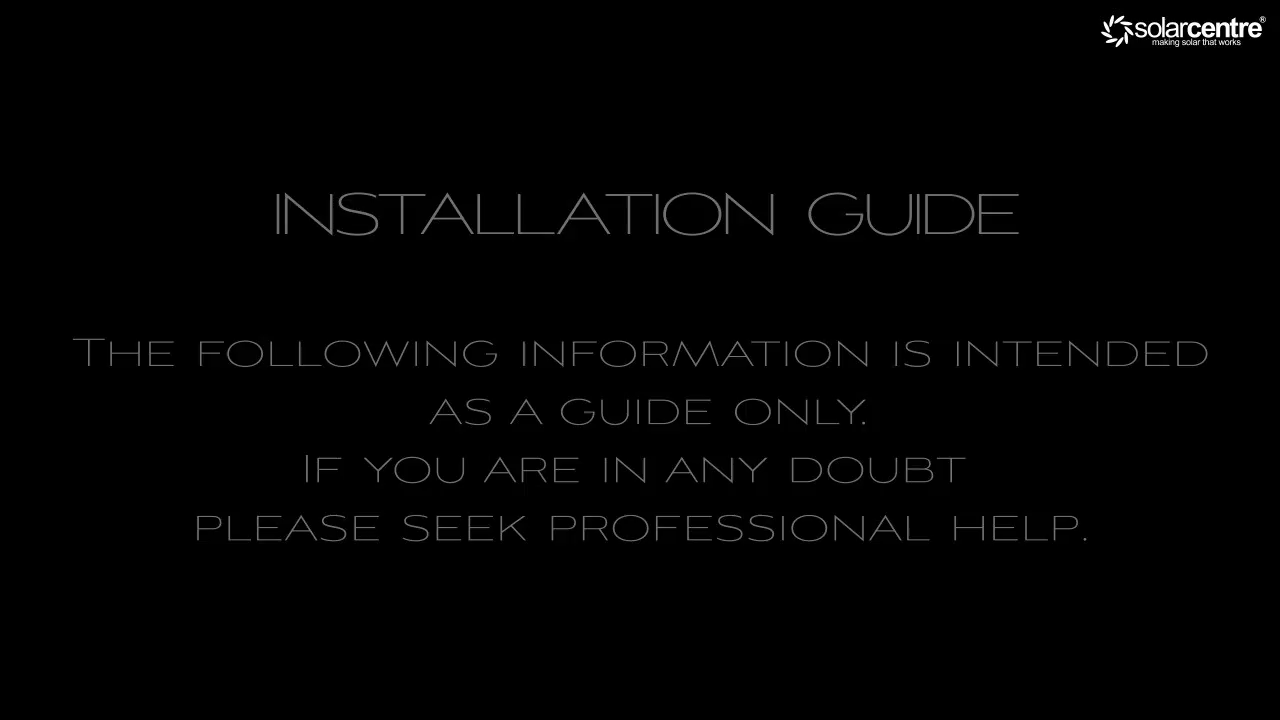 solarcentre®
making solar that works
INSTALLATION GUIDE
THE FOLLOWING INFORMATION IS INTENDED
AS A GUIDE ONLY.
IF YOU ARE IN ANY DOUBT
PLEASE SEEK PROFESSIONAL HELP.